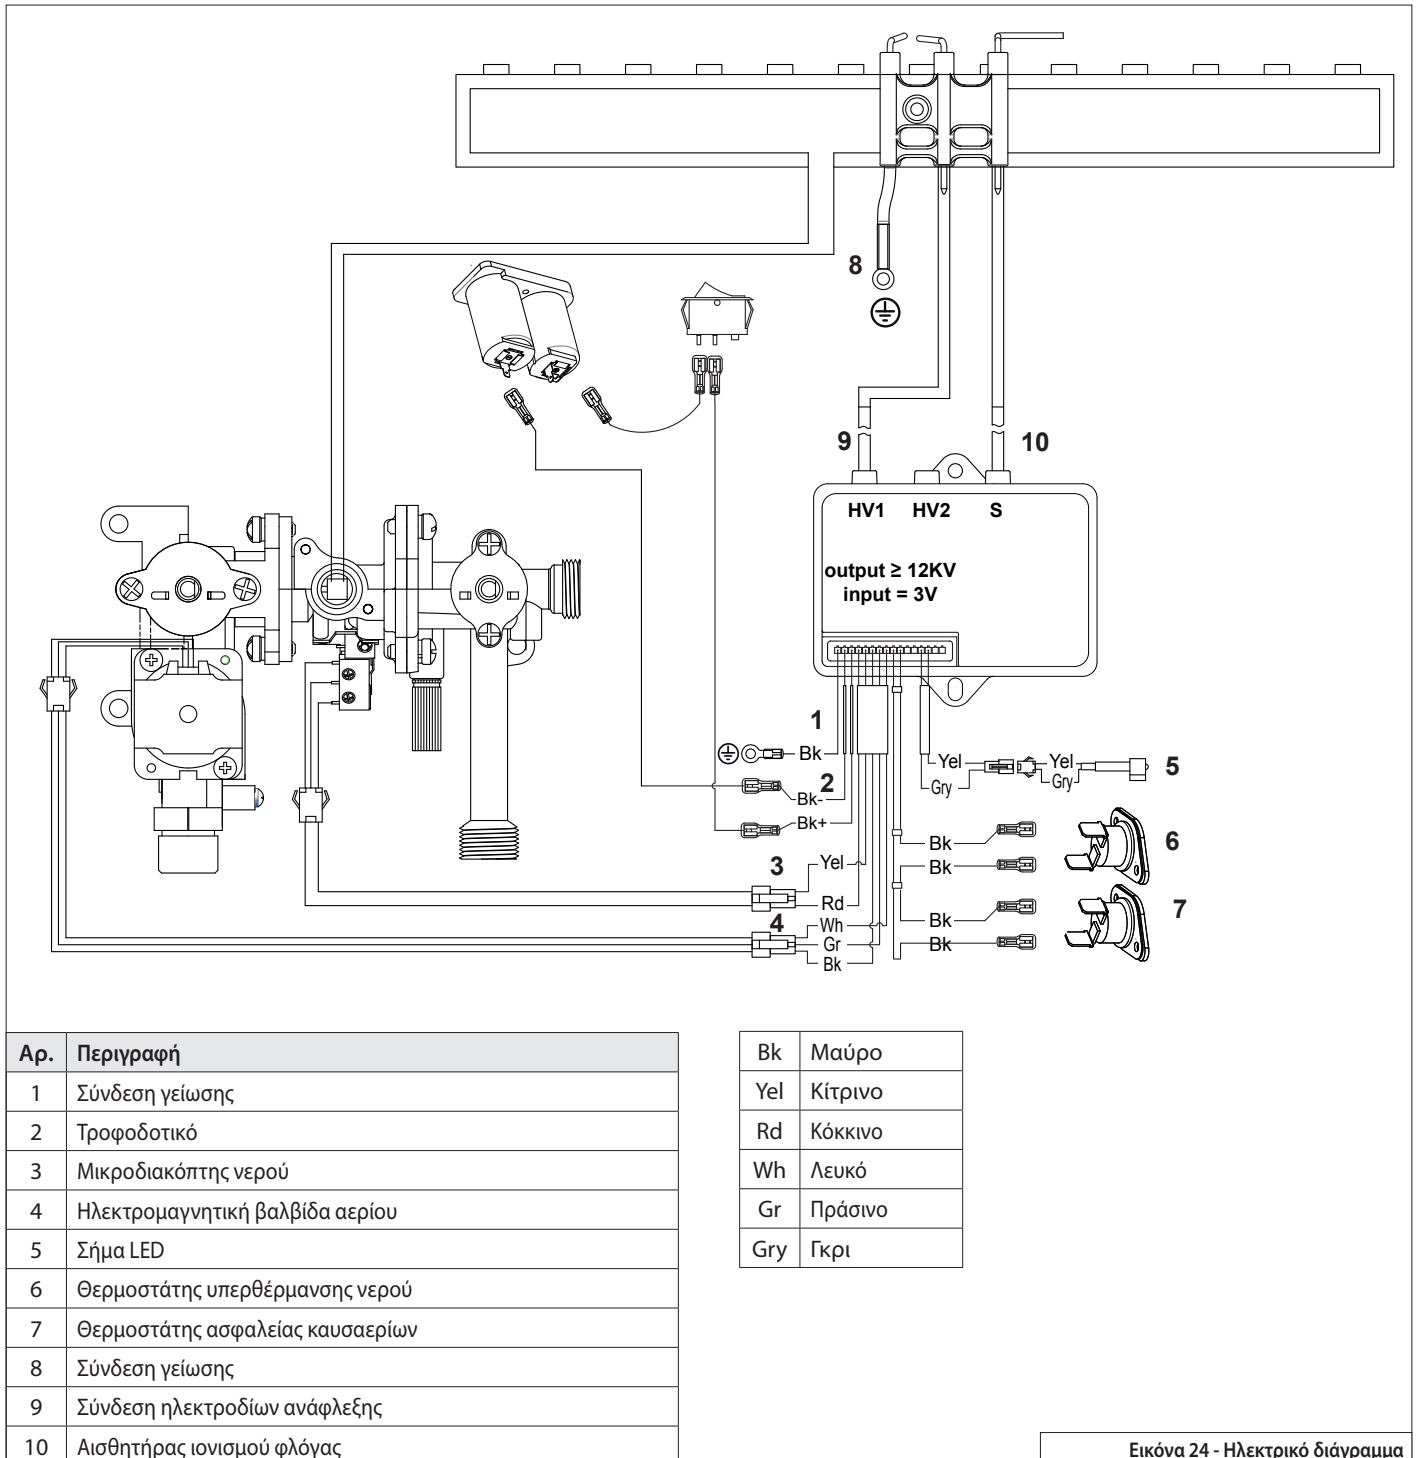 8
9
10
HV1 HV2 S
output ≥ 12KV
input = 3V
1
Bk
2
Bk-
Bk+
Yel
Gry
Yel
Gry
5
3
Yel
Rd
4
Wh
Gr
Bk
Bk
Bk
6
Bk
Bk
7
Αρ. Περιγραφή
1 Σύνδεση γείωσης
2 Τροφοδοτικό
3 Μικροδιακόπτης νερού
4 Ηλεκτρομαγνητική βαλβίδα αερίου
5 Σήμα LED
6 Θερμοστάτης υπερθέρμανσης νερού
7 Θερμοστάτης ασφαλείας καυσαερίων
8 Σύνδεση γείωσης
9 Σύνδεση ηλεκτροδίων ανάφλεξης
10 Αισθητήρας ιονισμού φλόγας
Bk Μαύρο
Yel Κίτρινο
Rd Κόκκινο
Wh Λευκό
Gr Πράσινο
Gry Γκρι
Εικόνα 24 - Ηλεκτρικό διάγραμμα